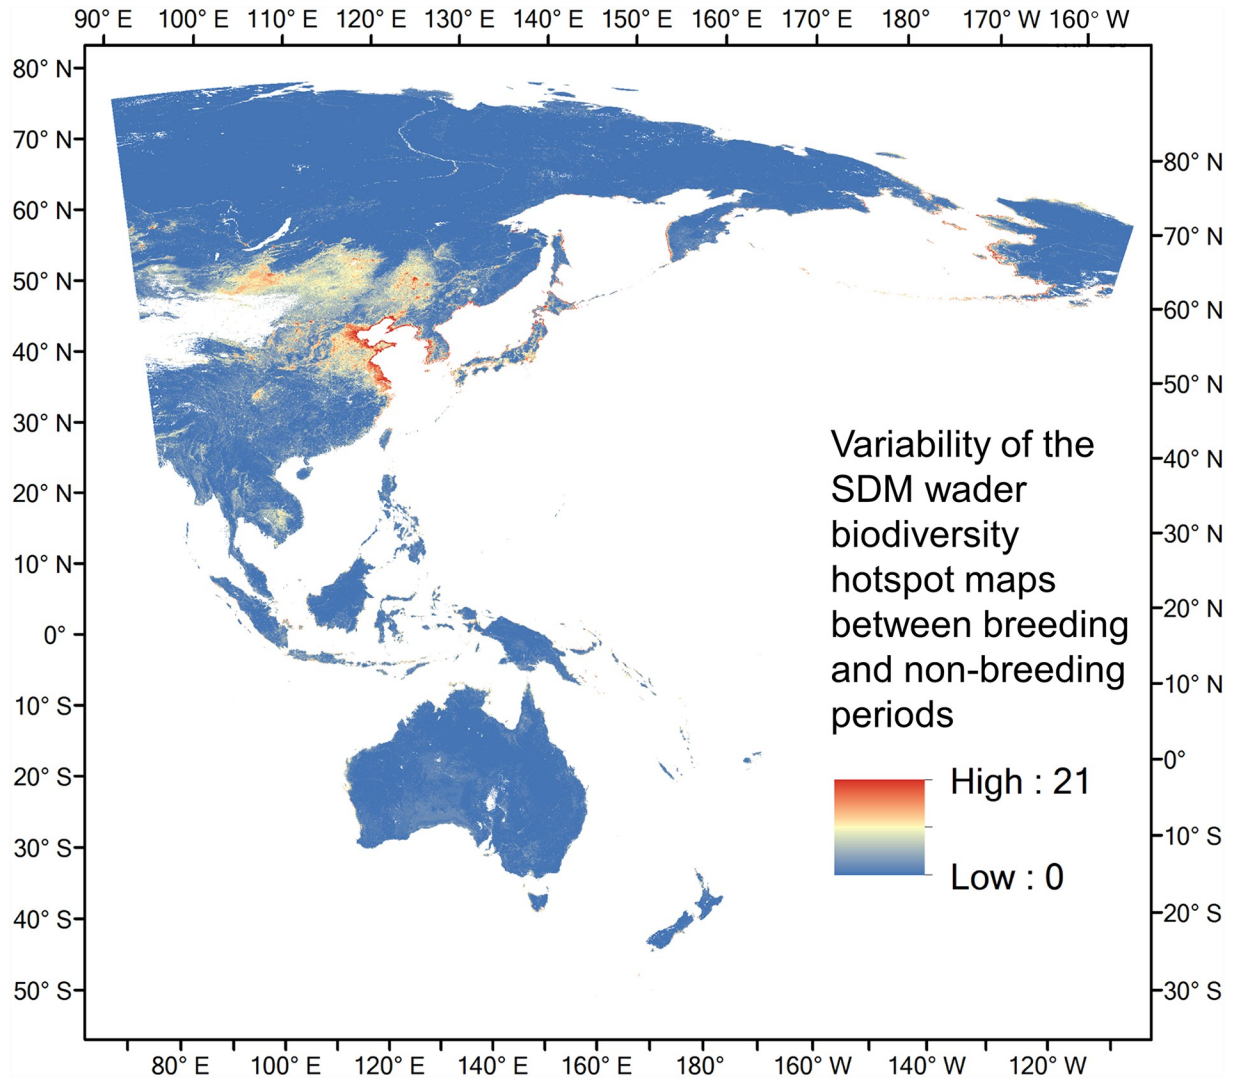 90° E 100° E 110° E 120° E 130° E 140° E 150° E 160° E 170° E 180° 170° W 160° W
80° N
70° N
80° N
60° N
70° N
50° N
60° N
40° N
50° N
30° N
Variability of the
40° N
SDM wader
20° N
biodiversity
30° N
10° N
hotspot maps
20° N
0°
between breeding
and non-breeding
10° N
10° S
periods
0°
20° S
High : 21
10° S
30° S
Low : 0
40° S
20° S
50° S
30° S
80° E 100° E 120° E 140° E 160° E 180° 160° W 140° W 120° W